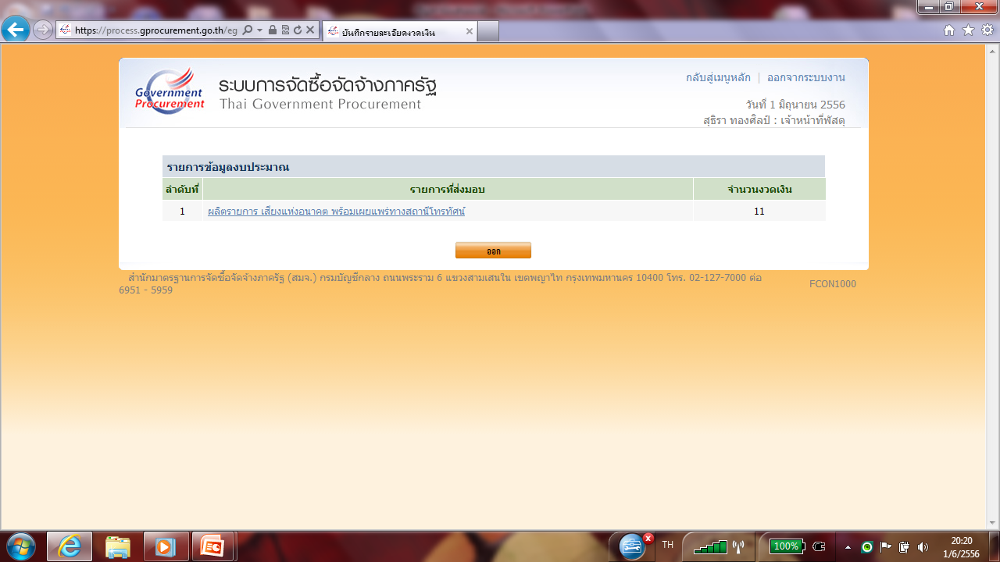 https://process.gprocurement.go.th/eg
บันทึกรายละเอียดงวดเงิน
Government
Procurement
ระบบการจัดซื้อจัดจ้างภาครัฐ
Thai Government Procurement
กลับสู่เมนูหลัก | ออกจากระบบงาน
วันที่ 1 มิถุนายน 2556
สุธิรา ทองศิลป์ : เจ้าหน้าที่พัสดุ
รายการข้อมูลงบประมาณ
ลำดับที่ รายการที่ส่งมอบ จำนวนงวดเงิน
1 ผลิตรายการ เสียงแห่งอนาคต พร้อมเผยแพร่ทางสถานีโทรทัศน์ 11
ออก
สำนักมาตรฐานการจัดซื้อจัดจ้างภาครัฐ (สมจ.) กรมบัญชีกลาง ถนนพระราม 6 แขวงสามเสนใน เขตพญาไท กรุงเทพมหานคร 10400 โทร. 02-127-7000 ต่อ
6951 - 5959
FCON1000
TH
100%
20:20
1/6/2556